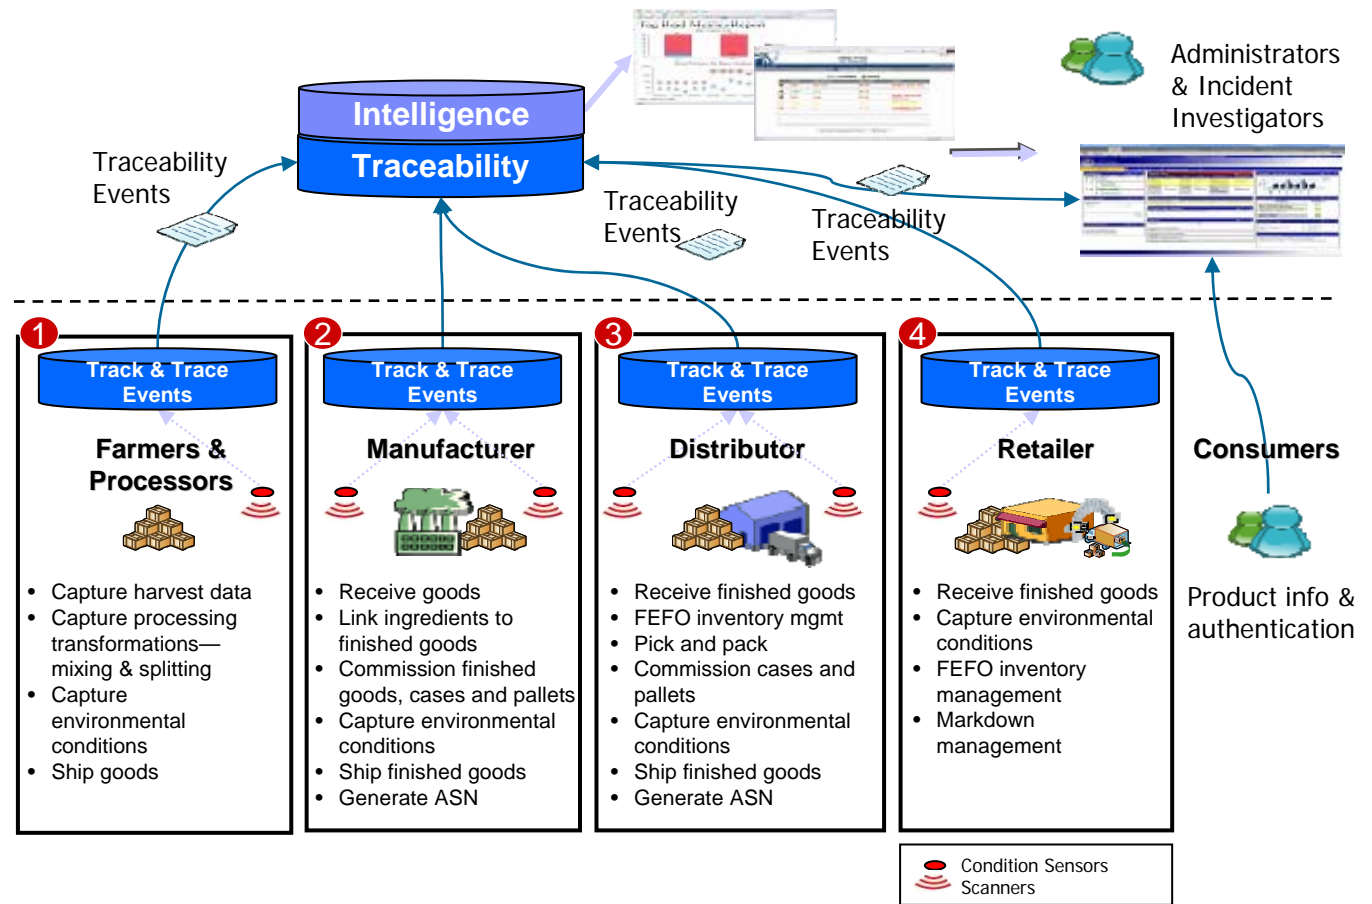 Administrators
& Incident
Investigators
Intelligence
Traceability
Traceability
Events
Traceability
Events
Traceability
Events
1
Track & Trace
Events
Farmers &
Processors
• Capture harvest data
• Capture processing
transformations—
mixing & splitting
• Capture
environmental
conditions
• Ship goods
2
Track & Trace
Events
Manufacturer
• Receive goods
• Link ingredients to
finished goods
• Commission finished
goods, cases and pallets
• Capture environmental
conditions
• Ship finished goods
• Generate ASN
3
Track & Trace
Events
Distributor
• Receive finished goods
• FEFO inventory mgmt
• Pick and pack
• Commission cases and
pallets
• Capture environmental
conditions
• Ship finished goods
• Generate ASN
4
Track & Trace
Events
Retailer
• Receive finished goods
• Capture environmental
conditions
• FEFO inventory
management
• Markdown
management
Consumers
Product info &
authentication
Condition Sensors
Scanners